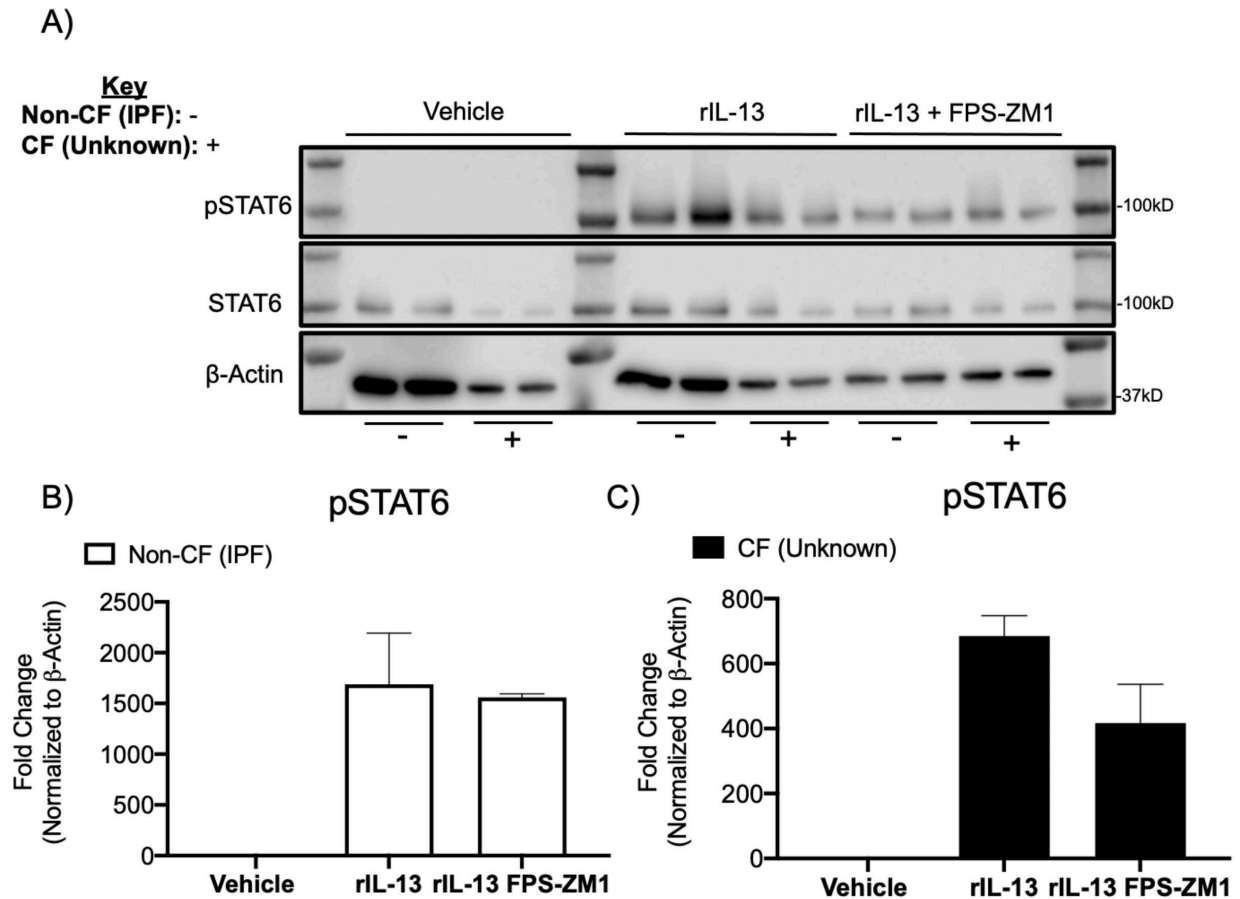 A)
Key
Non-CF (IPF): -
CF (Unknown): +
Vehicle
rIL-13
rIL-13 + FPS-ZM1
pSTAT6
-100kD
STAT6
-100kD
β-Actin
-37kD
- + - + - +
B)
pSTAT6
Non-CF (IPF)
Fold Change
(Normalized to β-Actin)
2500
2000
1500
1000
500
0
Vehicle rIL-13 rIL-13 FPS-ZM1
C)
pSTAT6
CF (Unknown)
Fold Change
(Normalized to β-Actin)
800
600
400
200
0
Vehicle rIL-13 rIL-13 FPS-ZM1